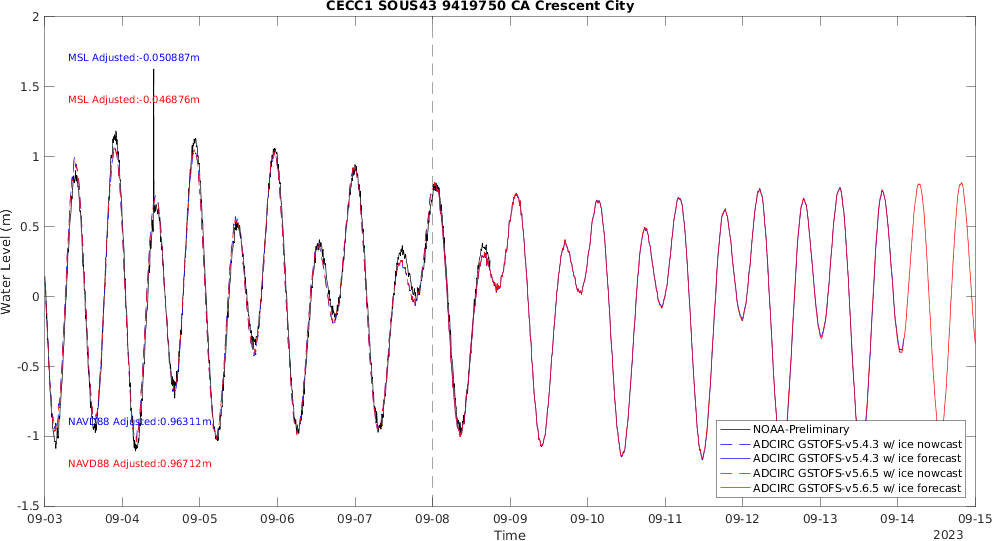 CECC1 SOUS43 9419750 CA Crescent City
Water Level (m)
2
1.5
1
0.5
0
-0.5
-1
-1.5
MSL Adjusted:-0.050887m
MSL Adjusted:-0.046876m
NAVD88 Adjusted:0.96311m
NAVD88 Adjusted:0.96712m
NOAA-Preliminary
ADCIRC GSTOFS-v5.4.3 w/ ice nowcast
ADCIRC GSTOFS-v5.4.3 w/ ice forecast
ADCIRC GSTOFS-v5.6.5 w/ ice nowcast
ADCIRC GSTOFS-v5.6.5 w/ ice forecast
09-03 09-04 09-05 09-06 09-07 09-08 09-09 09-10 09-11 09-12 09-13 09-14 09-15
Time
2023